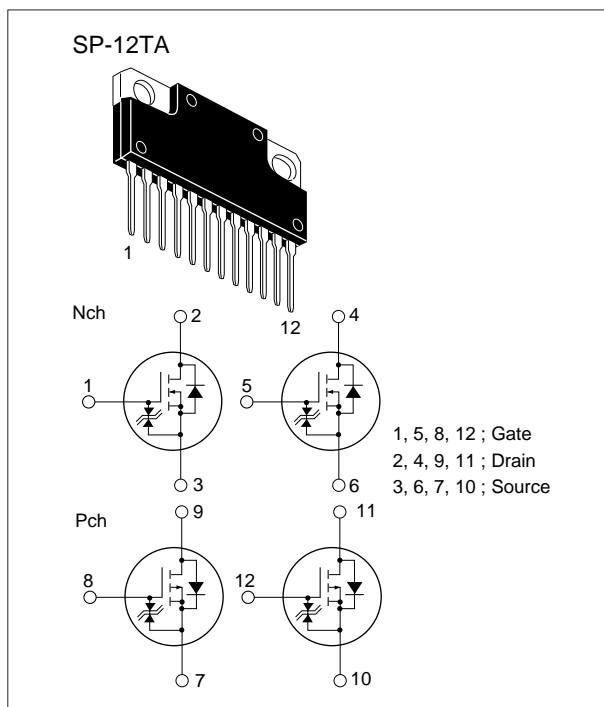 SP-12TA
1
12
Nch
2
4
1
5
3
6
1, 5, 8, 12 ; Gate
2, 4, 9, 11 ; Drain
3, 6, 7, 10 ; Source
Pch
9
11
8
12
7
10